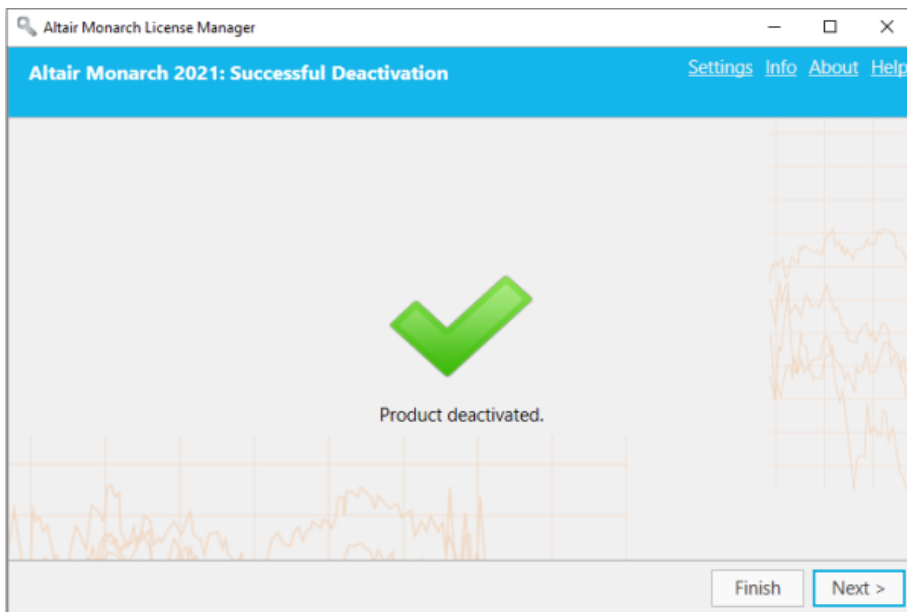 Altair Monarch License Manager
Altair Monarch 2021: Successful Deactivation
Settings Info About Help
Product deactivated.
Finish Next >